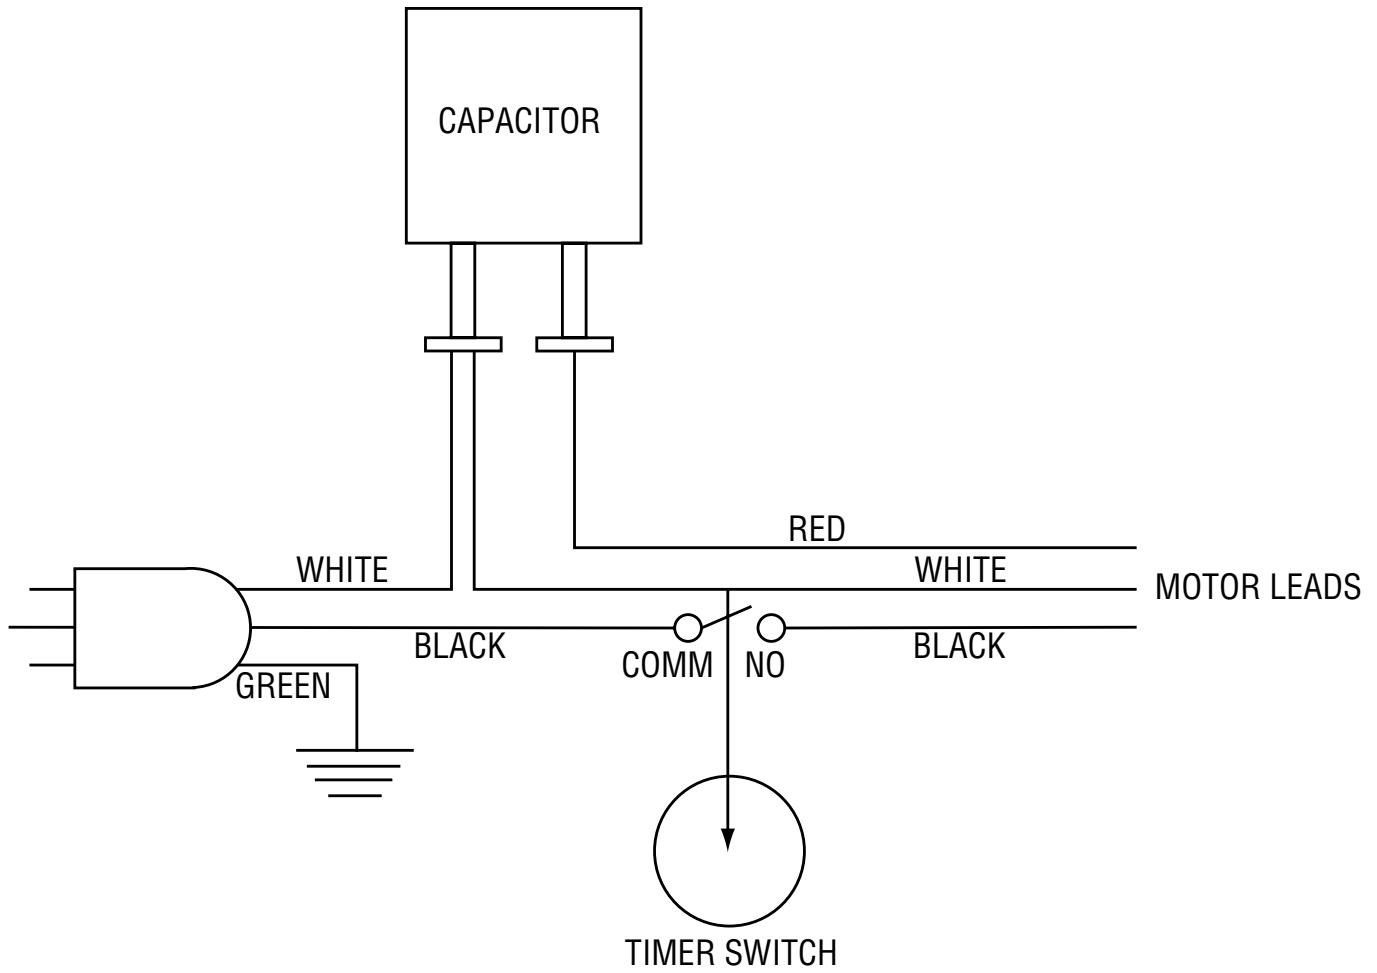 CAPACITOR
RED
WHITE
WHITE
MOTOR LEADS
BLACK
COMM
NO
BLACK
GREEN
TIMER SWITCH